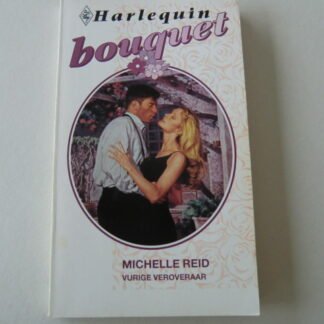 Harlequin
bouquet
MICHELLE REID
VURIGE VEROVERAAR